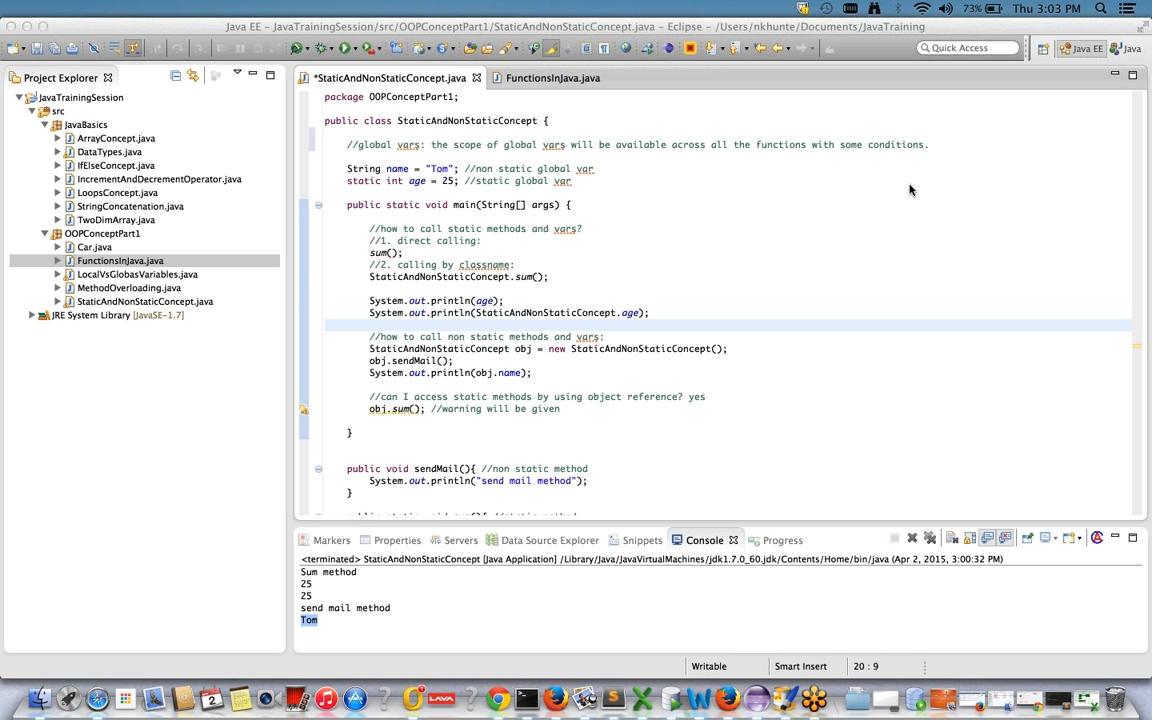 73%
Thu 3:03 PM
Java EE - JavaTrainingSession/src/OOPConceptPart1/StaticAndNonStaticConcept.java - Eclipse - /Users/nkhunte/Documents/JavaTraining
Quick Access
Java EE
Java
Project Explorer
*StaticAndNonStaticConcept.java
FunctionsInJava.java
JavaTrainingSession
src
JavaBasics
ArrayConcept.java
DataTypes.java
IfElseConcept.java
IncrementAndDecrementOperator.java
LoopsConcept.java
StringConcatenation.java
TwoDimArray.java
OOPConceptPart1
Car.java
FunctionsInJava.java
LocalVsGlobasVariables.java
MethodOverloading.java
StaticAndNonStaticConcept.java
JRE System Library [JavaSE-1.7]
package OOPConceptPart1;
public class StaticAndNonStaticConcept {
//global vars: the scope of global vars will be available across all the functions with some conditions.
String name = "Tom"; //non static global var
static int age = 25; //static global var
public static void main(String[] args) {
//how to call static methods and vars?
//1. direct calling:
sum();
//2. calling by classname:
StaticAndNonStaticConcept.sum();
System.out.println(age);
System.out.println(StaticAndNonStaticConcept.age);
//how to call non static methods and vars:
StaticAndNonStaticConcept obj = new StaticAndNonStaticConcept();
obj.sendMail();
System.out.println(obj.name);
//can I access static methods by using object reference? yes
obj.sum(); //warning will be given
}
public void sendMail(){ //non static method
System.out.println("send mail method");
}
Markers
Properties
Servers
Data Source Explorer
Snippets
Console
Progress
<terminated> StaticAndNonStaticConcept [Java Application] /Library/Java/JavaVirtualMachines/jdk1.7.0_60.jdk/Contents/Home/bin/java (Apr 2, 2015, 3:00:32 PM)
Sum method
25
25
send mail method
Tom
Writable
Smart Insert
20 : 9
2
LAVA